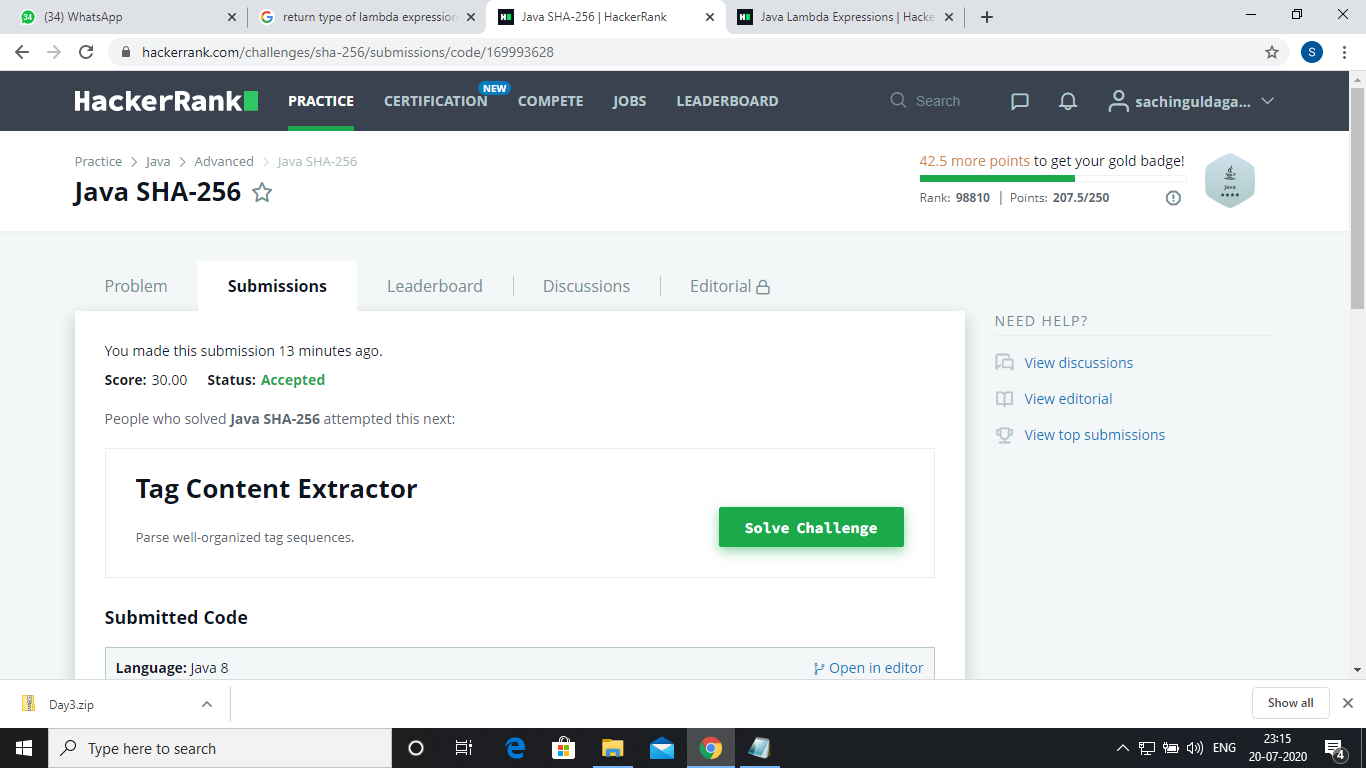 34 (34) WhatsApp
return type of lambda expression
Java SHA-256 | HackerRank
Java Lambda Expressions | Hacke
hackerrank.com/challenges/sha-256/submissions/code/169993628
S
HackerRank
PRACTICE
CERTIFICATION
NEW
COMPETE
JOBS
LEADERBOARD
Search
sachinguldaga...
Practice > Java > Advanced > Java SHA-256
Java SHA-256
42.5 more points to get your gold badge!
Rank: 98810 | Points: 207.5/250
Java
Problem
Submissions
Leaderboard
Discussions
Editorial
You made this submission 13 minutes ago.
Score: 30.00 Status: Accepted
People who solved Java SHA-256 attempted this next:
Tag Content Extractor
Parse well-organized tag sequences.
Solve Challenge
Submitted Code
Language: Java 8
Open in editor
NEED HELP?
View discussions
View editorial
View top submissions
Day3.zip
Show all
Type here to search
ENG
23:15
20-07-2020
4